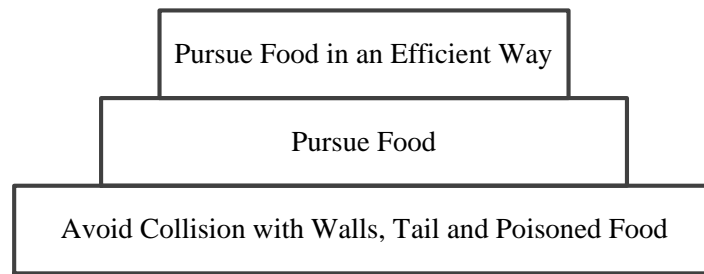 Pursue Food in an Efficient Way
Pursue Food
Avoid Collision with Walls, Tail and Poisoned Food